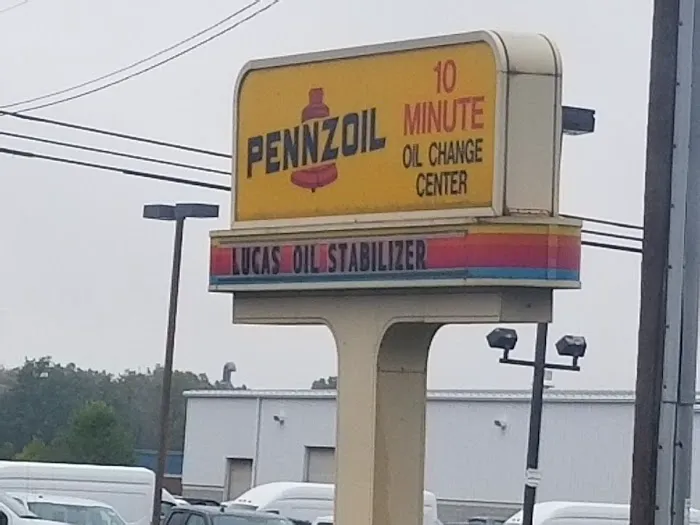 PENNZOIL
10
MINUTE
OIL CHANGE
CENTER
LUCAS OIL STABILIZER